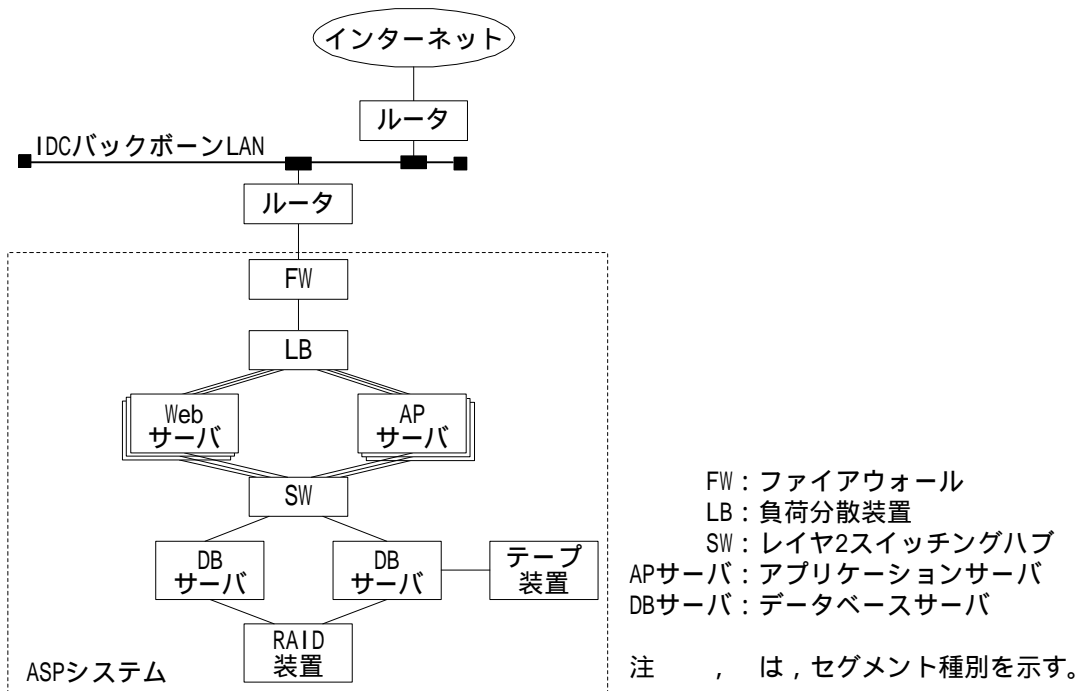 インターネット
ルータ
IDCバックボーンLAN
ルータ
FW
LB
Web
サーバ
AP
サーバ
SW
DB
サーバ
DB
サーバ
テープ
装置
RAID
装置
ASPシステム
FW：ファイアウォール
LB：負荷分散装置
SW：レイヤ2スイッチングハブ
APサーバ：アプリケーションサーバ
DBサーバ：データベースサーバ
注　　，　は，セグメント種別を示す。